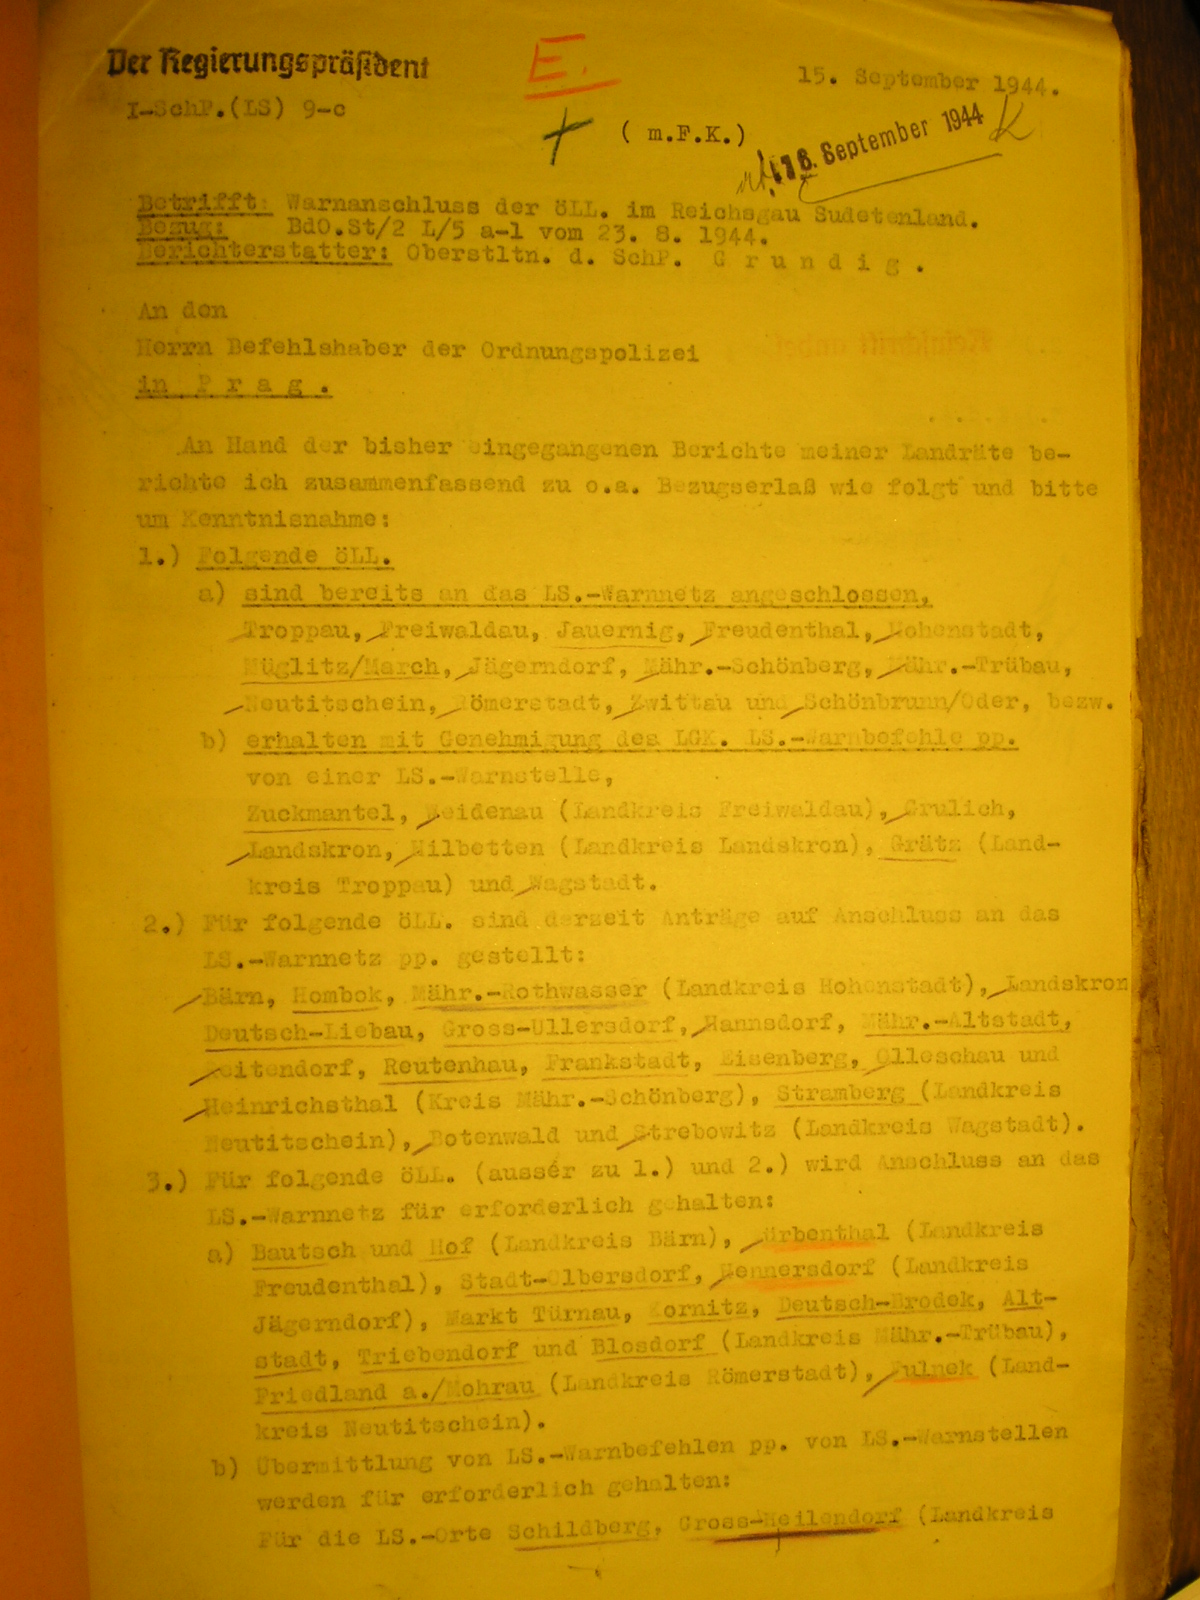 Der Regierungspräsident
E.
15. September 1944.
I-SchP.(LS) 9-c
( m.F.K.)
16. September 1944
Betrifft: Warnanschluss der öLL. im Reichsgau Sudetenland.
Bezug: BdO.St/2 L/5 a-l vom 23. 8. 1944.
Berichterstatter: Oberstltn. d. SchP. G r u n d i g .
An den
Herrn Befehlshaber der Ordnungspolizei
in P r a g .
An Hand der bisher eingegangenen Berichte meiner Landräte be-
richte ich zusammenfassend zu o.a. Bezugserlaß wie folgt und bitte
um Kenntnisnahme:
1.) Folgende öLL.
a) sind bereits an das LS.-Warnnetz angeschlossen,
Troppau, Freiwaldau, Jauernig, Freudenthal, Hohenstadt,
Müglitz/March, Jägerndorf, Mähr.-Schönberg, Mähr.-Trübau,
Neutitschein, Römerstadt, Zwittau und Schönbrunn/Oder, bezw.
b) erhalten mit Genehmigung des LGK. LS.-Warnbefehle pp.
von einer LS.-Warnstelle,
Zuckmantel, Weidenau (Landkreis Freiwaldau), Grulich,
Landskron, Hilbetten (Landkreis Landskron), Grätz (Land-
kreis Troppau) und Wagstadt.
2.) Für folgende öLL. sind derzeit Anträge auf Anschluss an das
LS.-Warnnetz pp. gestellt:
Bärn, Hombok, Mähr.-Rothwasser (Landkreis Hohenstadt), Landskron
Deutsch-Liebau, Gross-Ullersdorf, Hannsdorf, Mähr.-Altstadt,
Reitendorf, Reutenhau, Frankstadt, Eisenberg, Olleschau und
Heinrichsthal (Kreis Mähr.-Schönberg), Stramberg (Landkreis
Neutitschein), Botenwald und Strebowitz (Landkreis Wagstadt).
3.) Für folgende öLL. (ausser zu 1.) und 2.) wird Anschluss an das
LS.-Warnnetz für erforderlich gehalten:
a) Bautsch und Hof (Landkreis Bärn), Ürbenthal (Landkreis
Freudenthal), Stadt-Olbersdorf, Hennersdorf (Landkreis
Jägerndorf), Markt Türnau, Kornitz, Deutsch-Brodek, Alt-
stadt, Triebendorf und Blosdorf (Landkreis Mähr.-Trübau),
Friedland a./Mohrau (Landkreis Römerstadt), Fulnek (Land-
kreis Neutitschein).
b) Übermittlung von LS.-Warnbefehlen pp. von LS.-Warnstellen
werden für erforderlich gehalten:
Für die LS.-Orte Schildberg, Gross-Heilendorf (Landkreis